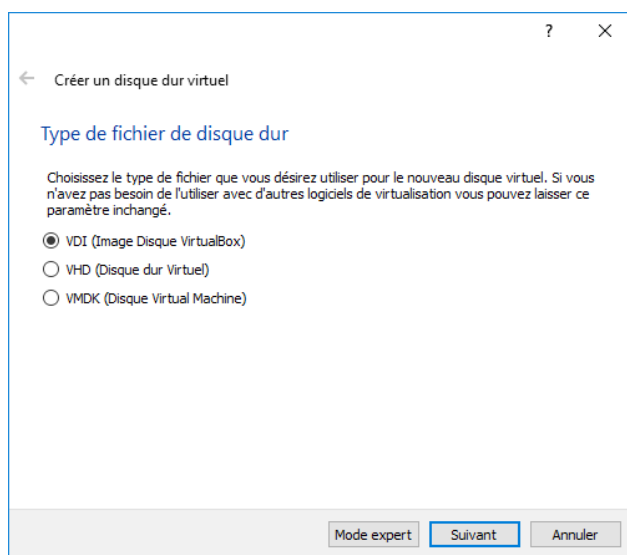 ?
Créer un disque dur virtuel
Type de fichier de disque dur
Choisissez le type de fichier que vous désirez utiliser pour le nouveau disque virtuel. Si vous
n'avez pas besoin de l'utiliser avec d'autres logiciels de virtualisation vous pouvez laisser ce
paramètre inchangé.
VDI (Image Disque VirtualBox)
VHD (Disque dur Virtuel)
VMDK (Disque Virtual Machine)
Mode expert Suivant Annuler